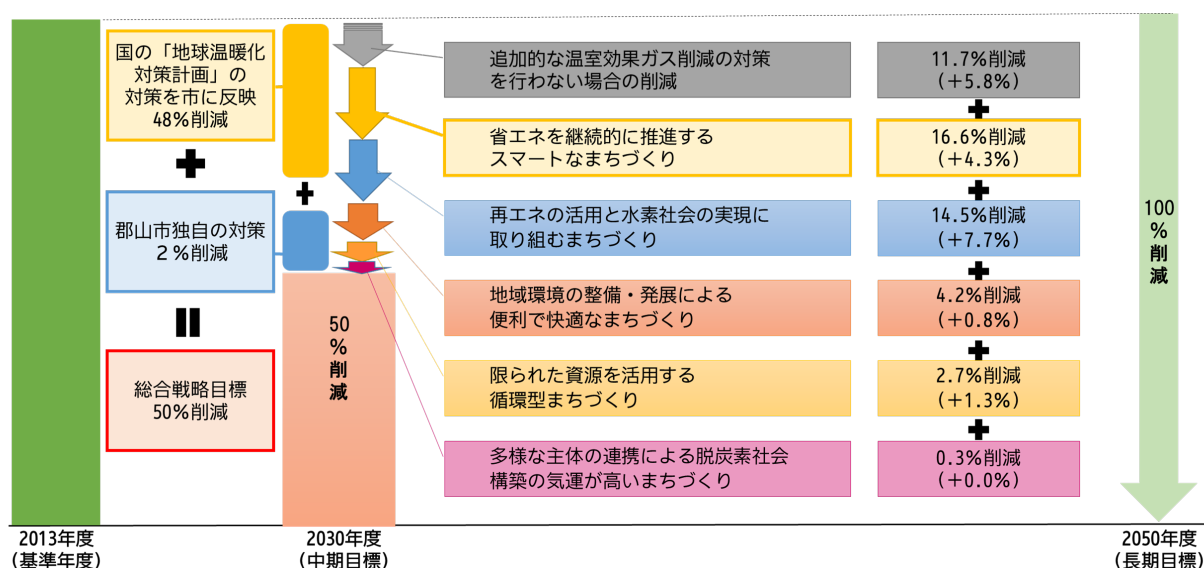 国の「地球温暖化
対策計画」の
対策を市に反映
48%削減
+
郡山市独自の対策
２%削減
=
総合戦略目標
50%削減
+
50%削減
追加的な温室効果ガス削減の対策
を行わない場合の削減
11.7%削減
(+5.8%)
+
省エネを継続的に推進する
スマートなまちづくり
16.6%削減
(+4.3%)
+
再エネの活用と水素社会の実現に
取り組むまちづくり
14.5%削減
(+7.7%)
+
地域環境の整備・発展による
便利で快適なまちづくり
4.2%削減
(+0.8%)
+
限られた資源を活用する
循環型まちづくり
2.7%削減
(+1.3%)
+
多様な主体の連携による脱炭素社会
構築の気運が高いまちづくり
0.3%削減
(+0.0%)
100%削減
2013年度
(基準年度)
2030年度
(中期目標)
2050年度
(長期目標)